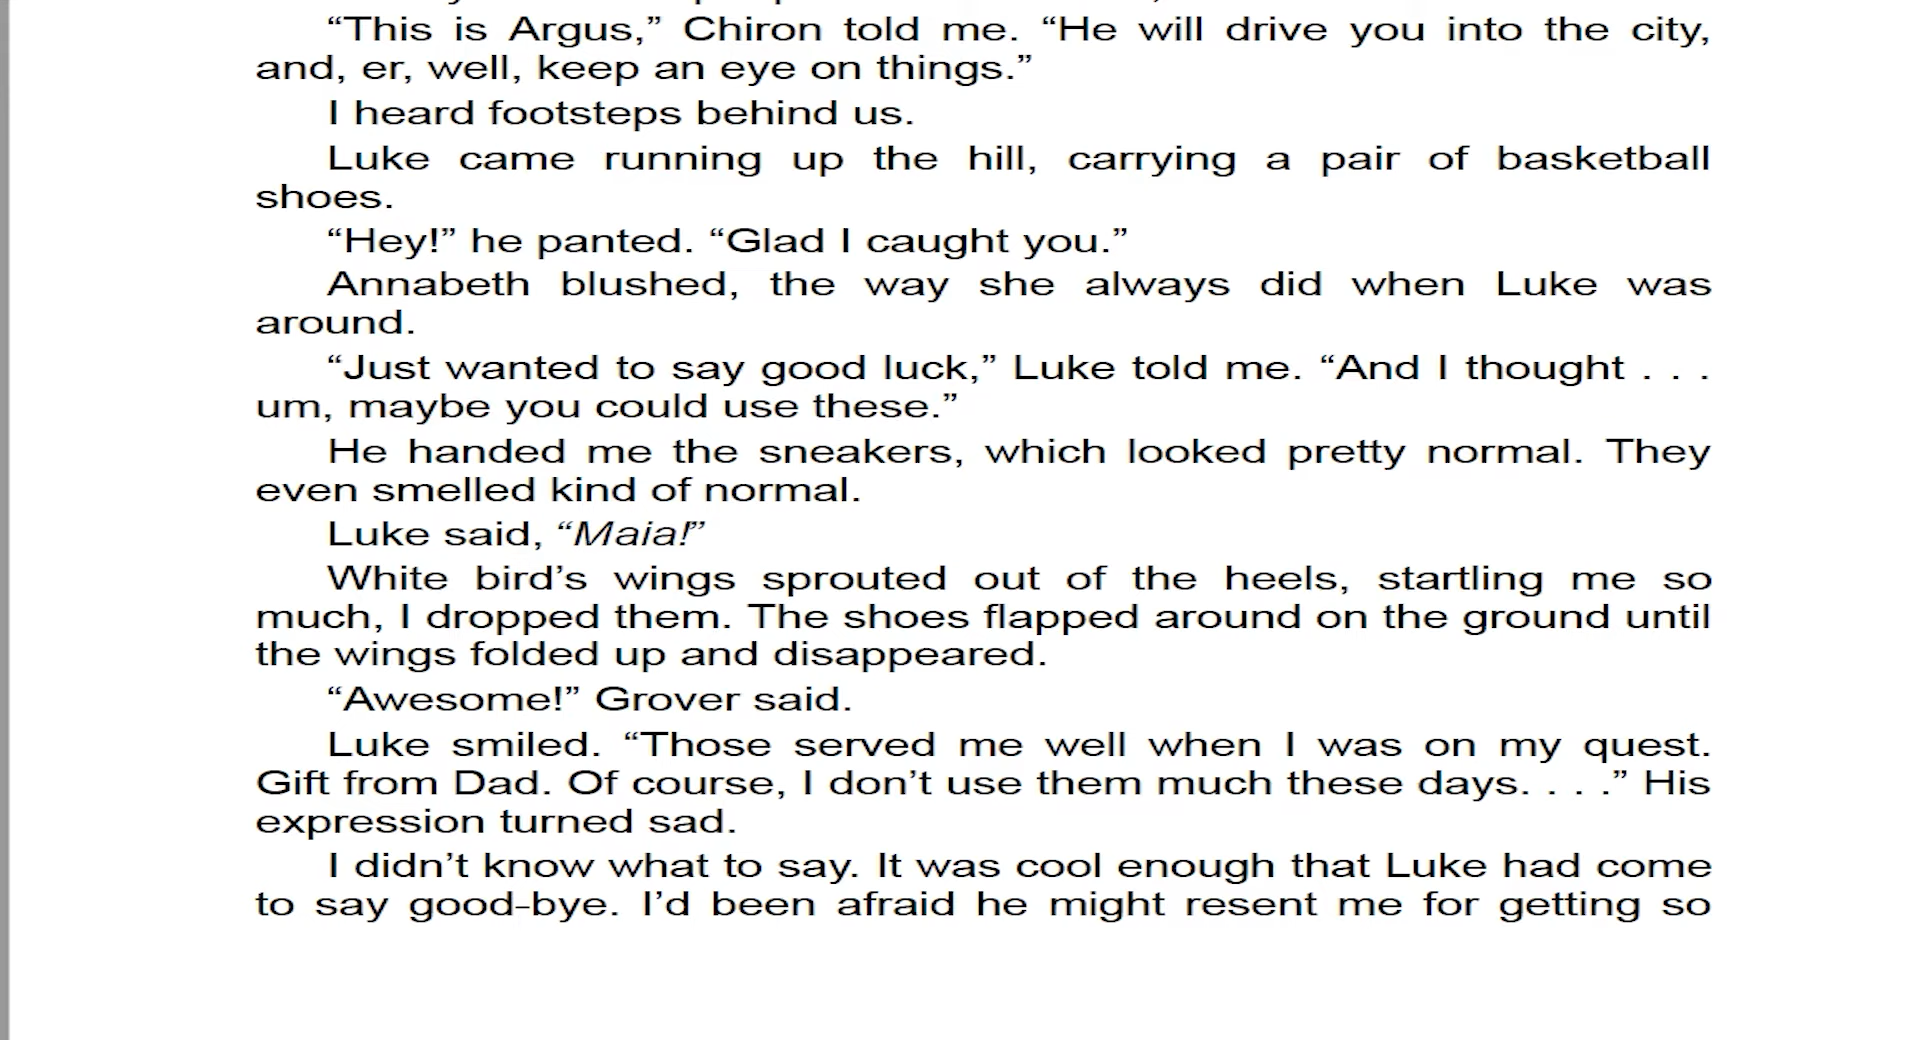 “This is Argus,” Chiron told me. “He will drive you into the city,
and, er, well, keep an eye on things.”
I heard footsteps behind us.
Luke came running up the hill, carrying a pair of basketball
shoes.
“Hey!” he panted. “Glad I caught you.”
Annabeth blushed, the way she always did when Luke was
around.
“Just wanted to say good luck,” Luke told me. “And I thought . . .
um, maybe you could use these.”
He handed me the sneakers, which looked pretty normal. They
even smelled kind of normal.
Luke said, “Maia!”
White bird’s wings sprouted out of the heels, startling me so
much, I dropped them. The shoes flapped around on the ground until
the wings folded up and disappeared.
“Awesome!” Grover said.
Luke smiled. “Those served me well when I was on my quest.
Gift from Dad. Of course, I don’t use them much these days. . . .” His
expression turned sad.
I didn’t know what to say. It was cool enough that Luke had come
to say good-bye. I’d been afraid he might resent me for getting so